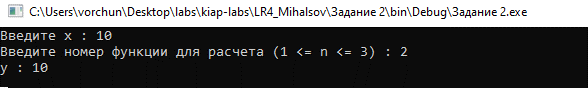 C:\Users\vorchun\Desktop\labs\kiap-labs\LR4_Mihalsov\Задание 2\bin\Debug\Задание 2.exe
Введите x : 10
Введите номер функции для расчета (1 <= n <= 3) : 2
y : 10